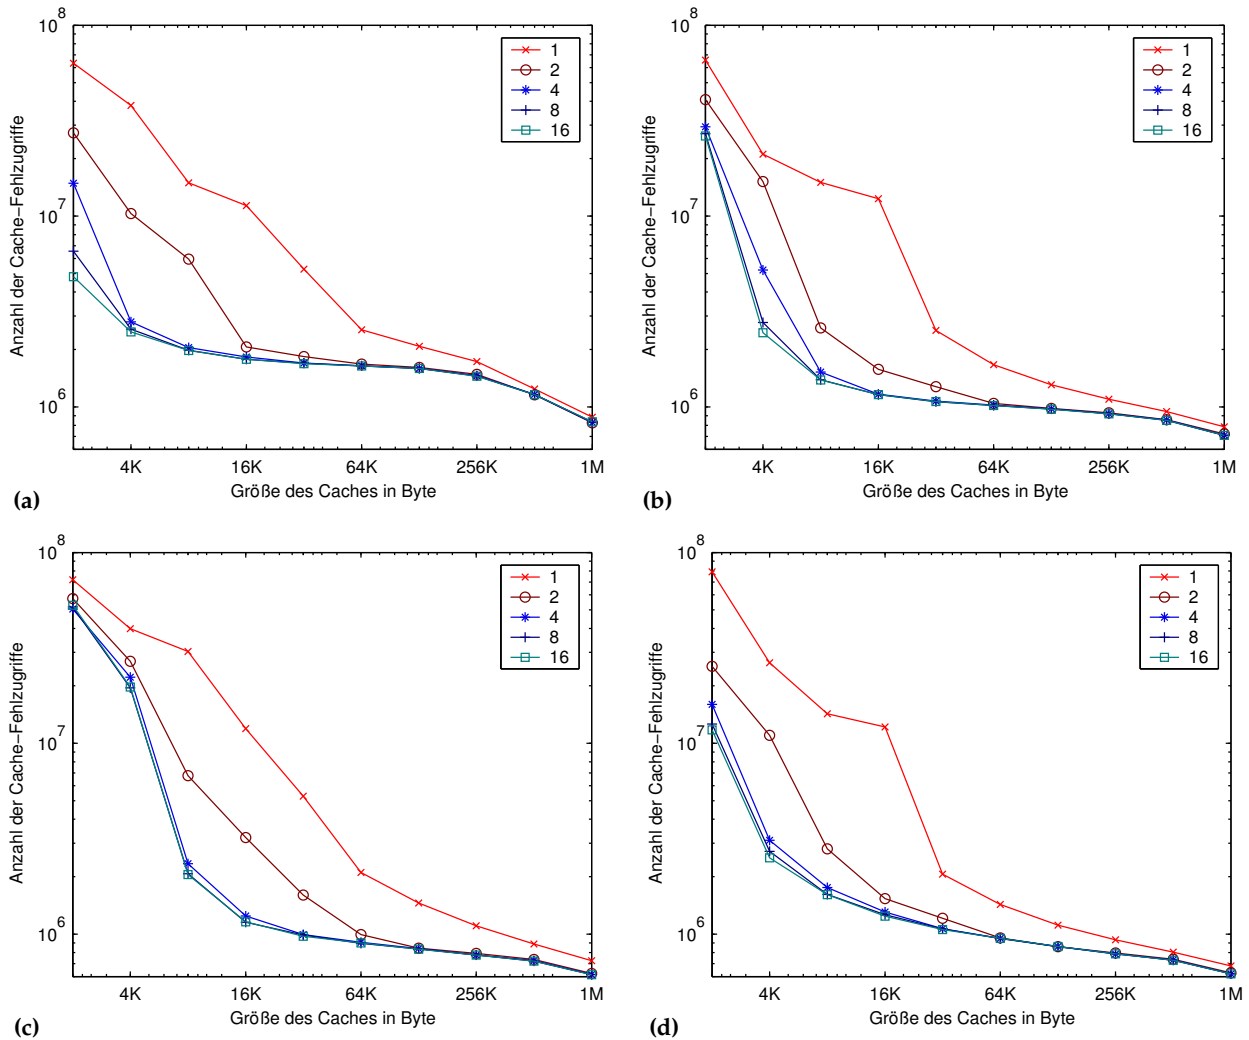 10^8
10^7
10^6
Anzahl der Cache–Fehlzugriffe
1
2
4
8
16
4K 16K 64K 256K 1M
Größe des Caches in Byte
(a)
10^8
10^7
10^6
Anzahl der Cache–Fehlzugriffe
1
2
4
8
16
4K 16K 64K 256K 1M
Größe des Caches in Byte
(b)
10^8
10^7
10^6
Anzahl der Cache–Fehlzugriffe
1
2
4
8
16
4K 16K 64K 256K 1M
Größe des Caches in Byte
(c)
10^8
10^7
10^6
Anzahl der Cache–Fehlzugriffe
1
2
4
8
16
4K 16K 64K 256K 1M
Größe des Caches in Byte
(d)